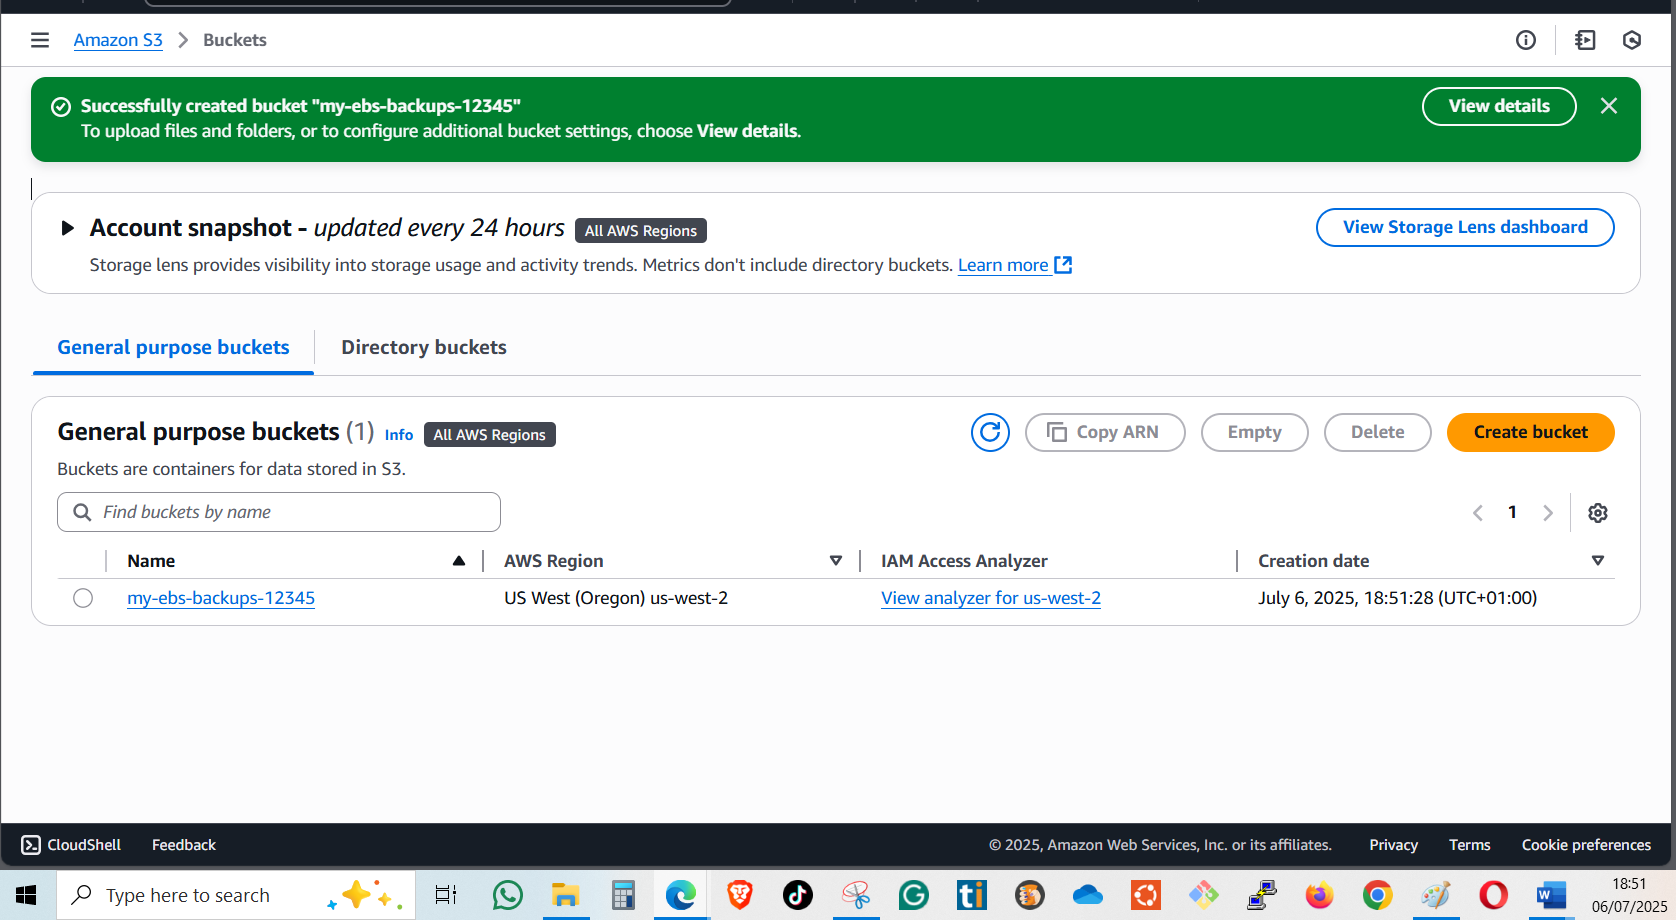 Amazon S3 > Buckets
Successfully created bucket "my-ebs-backups-12345"
View details
To upload files and folders, or to configure additional bucket settings, choose View details.
Account snapshot - updated every 24 hours All AWS Regions
View Storage Lens dashboard
Storage lens provides visibility into storage usage and activity trends. Metrics don't include directory buckets. Learn more
General purpose buckets
Directory buckets
General purpose buckets (1) Info All AWS Regions
Copy ARN
Empty
Delete
Create bucket
Buckets are containers for data stored in S3.
Find buckets by name
1
Name AWS Region IAM Access Analyzer Creation date
my-ebs-backups-12345 US West (Oregon) us-west-2 View analyzer for us-west-2 July 6, 2025, 18:51:28 (UTC+01:00)
CloudShell Feedback © 2025, Amazon Web Services, Inc. or its affiliates. Privacy Terms Cookie preferences
Type here to search
18:51
06/07/2025